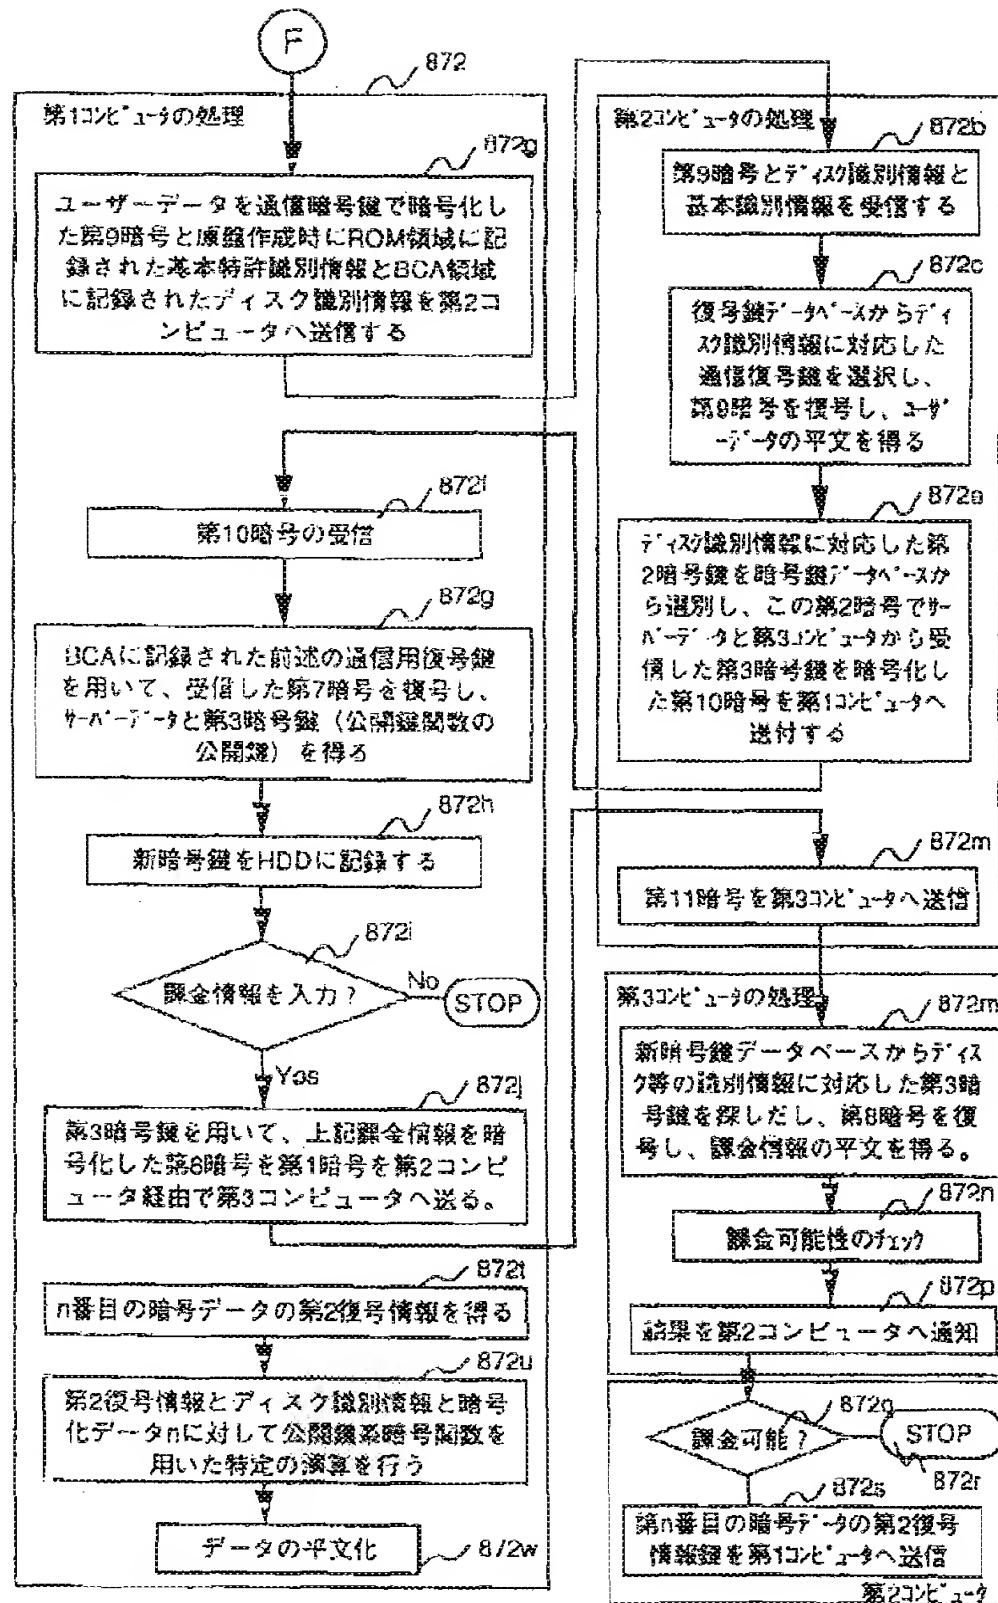 F
872
第1ｺﾝﾋﾟｭｰﾀの処理
872g
ユーザーデータを通信暗号鍵で暗号化し
た第9暗号と原盤作成時にROM領域に記
録された基本特許識別情報とBCA領域
に記録されたディスク識別情報を第2コ
ンピュータへ送信する
872f
第10暗号の受信
872g
BCAに記録された前述の通信用復号鍵
を用いて、受信した第7暗号を復号し、
ｻｰﾊﾞｰﾃﾞｰﾀと第3暗号鍵（公開鍵関数の
公開鍵）を得る
872h
新暗号鍵をHDDに記録する
872i
課金情報を入力？
No
STOP
Yes
872j
第3暗号鍵を用いて、上記課金情報を暗
号化した第8暗号を第1暗号を第2コンピ
ュータ経由で第3コンピュータへ送る。
872t
n番目の暗号データの第2復号情報を得る
872u
第2復号情報とディスク識別情報と暗号
化データnに対して公開鍵系暗号関数を
用いた特定の演算を行う
データの平文化
872w
第2ｺﾝﾋﾟｭｰﾀの処理
872b
第9暗号とﾃﾞｨｽｸ識別情報と
基本識別情報を受信する
872c
復号鍵ﾃﾞｰﾀﾍﾞｰｽからﾃﾞｨ
ｽｸ識別情報に対応した
通信復号鍵を選択し、
第9暗号を復号し、ﾕｰｻﾞ
ｰﾃﾞｰﾀの平文を得る
872e
ﾃﾞｨｽｸ識別情報に対応した第
2暗号鍵を暗号鍵ﾃﾞｰﾀﾍﾞｰｽか
ら選別し、この第2暗号でｻｰ
ﾊﾞｰﾃﾞｰﾀと第3ｺﾝﾋﾟｭｰﾀから受
信した第3暗号鍵を暗号化し
た第10暗号を第1ｺﾝﾋﾟｭｰﾀへ
送付する
872m
第11暗号を第3ｺﾝﾋﾟｭｰﾀへ送信
第3ｺﾝﾋﾟｭｰﾀの処理
872m
新暗号鍵データベースからﾃﾞｨｽ
ｸ等の識別情報に対応した第3暗
号鍵を探しだし、第8暗号を復
号し、課金情報の平文を得る。
872n
課金可能性のﾁｪｯｸ
872p
結果を第2コンピュータへ通知
872q
課金可能？
STOP
872r
872s
第n番目の暗号データの第2復号
情報鍵を第1ｺﾝﾋﾟｭｰﾀへ送信
第2ｺﾝﾋﾟｭｰﾀ